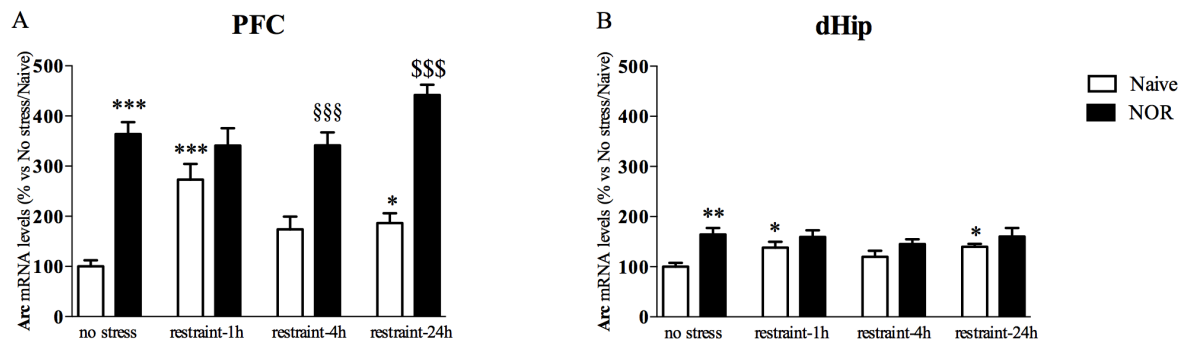 A
PFC
Arc mRNA levels (% vs No stress/Naive)
500
400
300
200
100
0
***
***
§§§
*
$$$
no stress
restraint-1h
restraint-4h
restraint-24h
B
dHip
Arc mRNA levels (% vs No stress/Naive)
500
400
300
200
100
0
**
*
*
no stress
restraint-1h
restraint-4h
restraint-24h
Naive
NOR